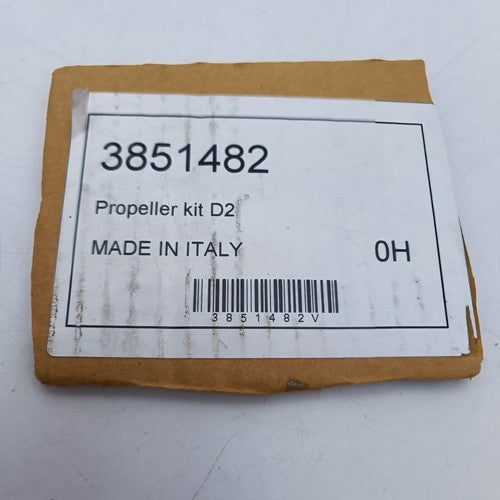 3851482
Propeller kit D2
MADE IN ITALY
0H
3851482V